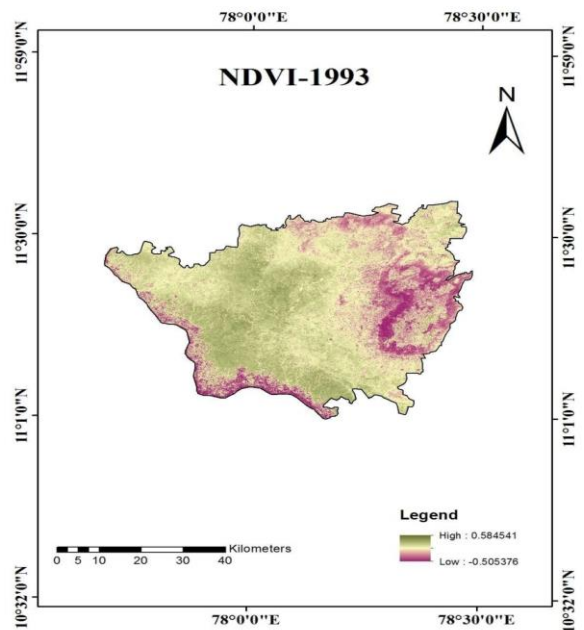 78°0'0"E 78°30'0"E
11°59'0"N 11°59'0"N
NDVI-1993
N
11°30'0"N 11°30'0"N
11°1'0"N 11°1'0"N
Legend
High : 0.584541
Low : -0.505376
Kilometers
0 5 10 20 30 40
10°32'0"N 10°32'0"N
78°0'0"E 78°30'0"E